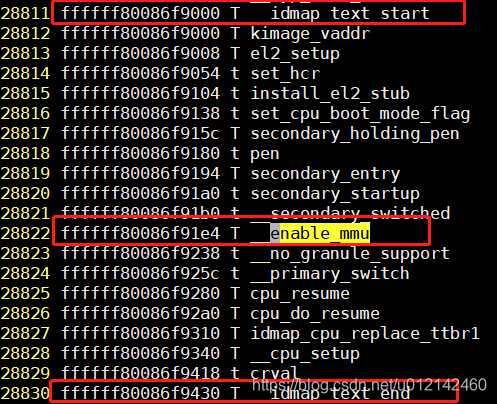 28811 ffffff80086f9000 T __idmap_text_start
28812 ffffff80086f9000 T kimage_vaddr
28813 ffffff80086f9008 T el2_setup
28814 ffffff80086f9054 t set_hcr
28815 ffffff80086f9104 t install_el2_stub
28816 ffffff80086f9138 t set_cpu_boot_mode_flag
28817 ffffff80086f915c T secondary_holding_pen
28818 ffffff80086f9180 t pen
28819 ffffff80086f9194 T secondary_entry
28820 ffffff80086f91a0 t secondary_startup
28821 ffffff80086f91b0 t __secondary_switched
28822 ffffff80086f91e4 T __enable_mmu
28823 ffffff80086f9238 t __no_granule_support
28824 ffffff80086f925c t __primary_switch
28825 ffffff80086f9280 T cpu_resume
28826 ffffff80086f92a0 T cpu_do_resume
28827 ffffff80086f9310 T idmap_cpu_replace_ttbr1
28828 ffffff80086f9340 T __cpu_setup
28829 ffffff80086f9418 t crval
28830 ffffff80086f9430 T __idmap_text_end
https://blog.csdn.net/u012142460